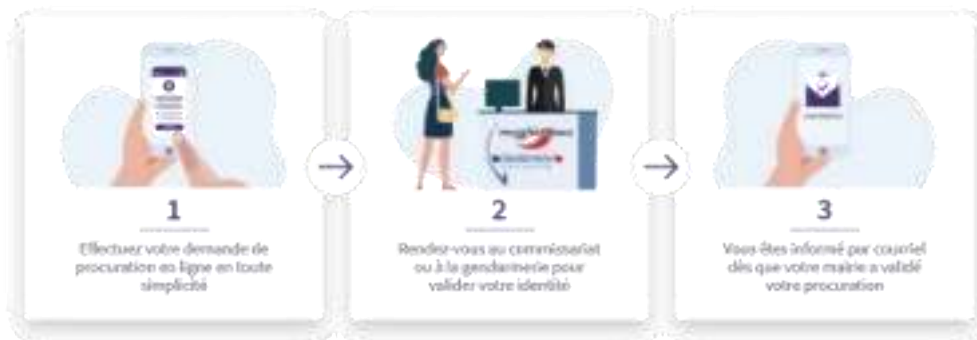 1
Effectuez votre demande de
procuration en ligne en toute
simplicité
2
Rendez-vous au commissariat
ou à la gendarmerie pour
valider votre identité
3
Vous êtes informé par courriel
dès que votre mairie a validé
votre procuration